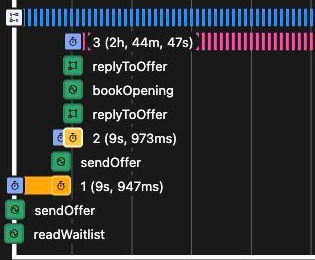 3 (2h, 44m, 47s)
replyToOffer
bookOpening
replyToOffer
2 (9s, 973ms)
sendOffer
1 (9s, 947ms)
sendOffer
readWaitlist